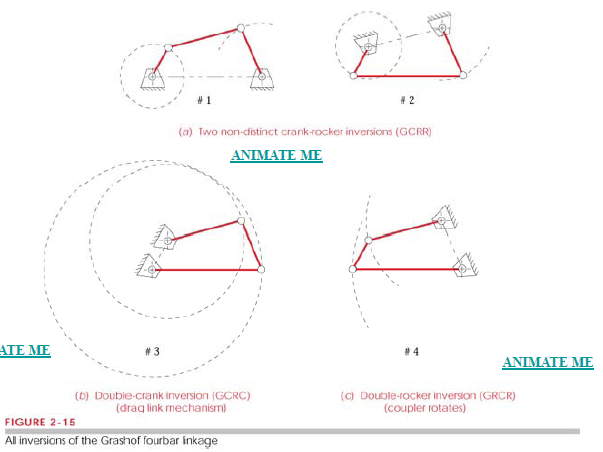 # 1
# 2
(a) Two non-distinct crank-rocker inversions (GCRR)
ANIMATE ME
# 3
# 4
ATE ME
ANIMATE ME
(b) Double-crank inversion (GCRC)
(drag link mechanism)
(c) Double-rocker inversion (GRCR)
(coupler rotates)
FIGURE 2-15
All inversions of the Grashof fourbar linkage